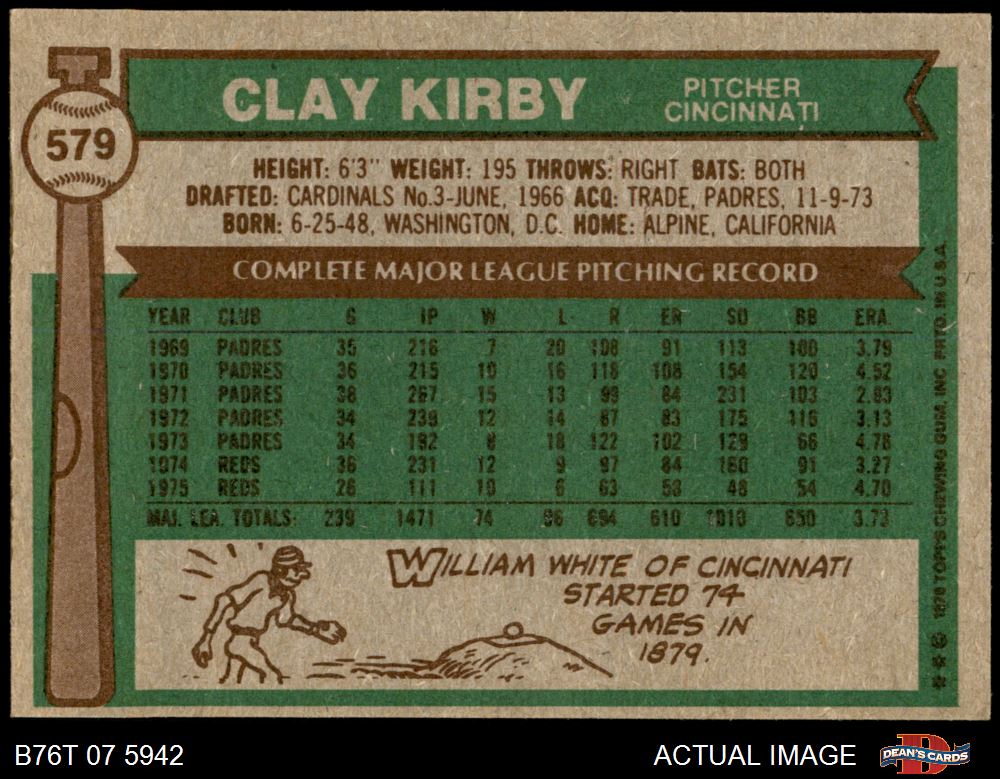 579
CLAY KIRBY
PITCHER
CINCINNATI
HEIGHT: 6'3" WEIGHT: 195 THROWS: RIGHT BATS: BOTH
DRAFTED: CARDINALS No.3-JUNE, 1966 ACQ: TRADE, PADRES, 11-9-73
BORN: 6-25-48, WASHINGTON, D.C. HOME: ALPINE, CALIFORNIA
COMPLETE MAJOR LEAGUE PITCHING RECORD
YEAR CLUB G IP W L R ER SO BB ERA
1969 PADRES 35 216 7 20 108 91 113 100 3.79
1970 PADRES 36 215 10 16 118 108 154 120 4.52
1971 PADRES 38 267 15 13 99 84 231 103 2.83
1972 PADRES 34 239 12 14 87 83 175 116 3.13
1973 PADRES 34 192 8 18 122 102 129 66 4.78
1974 REDS 36 231 12 9 97 84 160 91 3.27
1975 REDS 26 111 10 6 63 58 48 54 4.70
MAJ. LEA. TOTALS: 239 1471 74 96 694 610 1010 650 3.73
WILLIAM WHITE OF CINCINNATI
STARTED 74
GAMES IN
1879.
© 1976 TOPPS CHEWING GUM, INC PRTD. IN U.S.A.
B76T 07 5942
ACTUAL IMAGE
DEAN'S CARDS